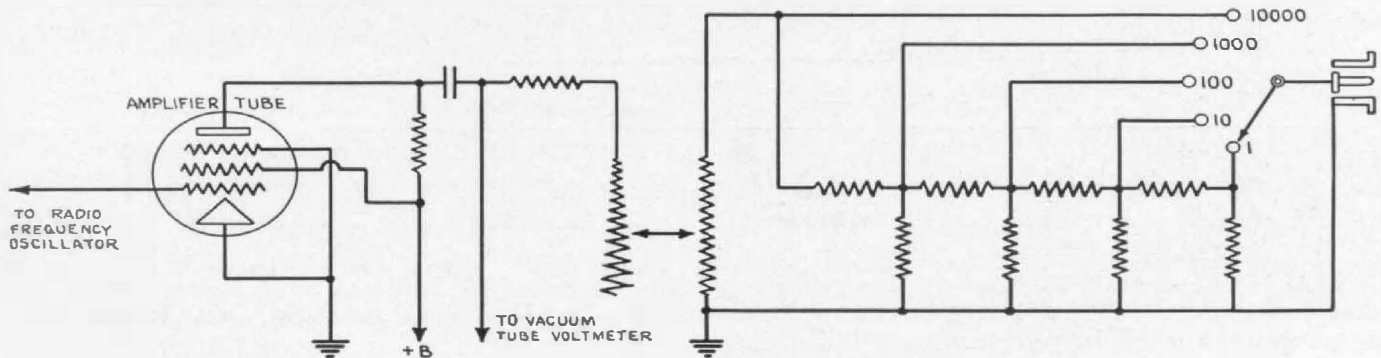 10000
1000
100
10
1
AMPLIFIER TUBE
TO RADIO
FREQUENCY
OSCILLATOR
+B
TO VACUUM
TUBE VOLTMETER